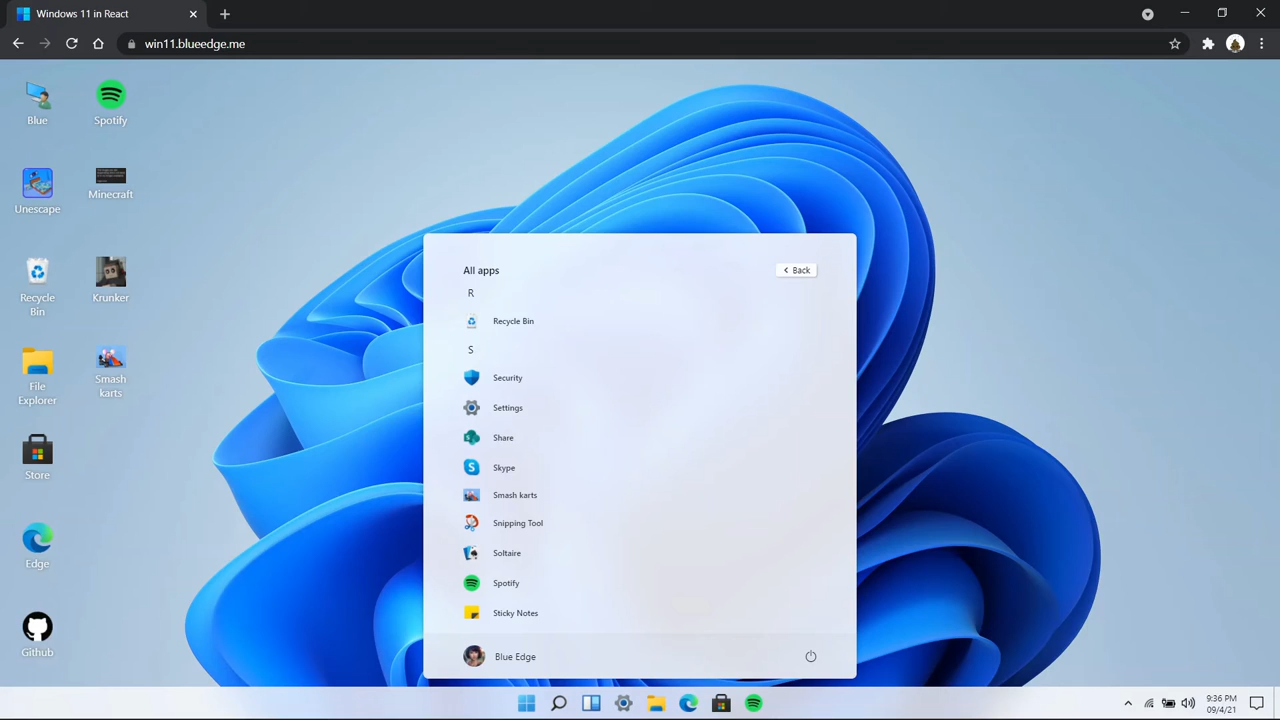 Windows 11 in React
win11.blueedge.me
Blue
Spotify
Unescape
Minecraft
Recycle
Bin
Krunker
File
Explorer
Smash
karts
Store
Edge
Github
All apps
Back
R
Recycle Bin
S
Security
Settings
Share
Skype
Smash karts
Snipping Tool
Soltaire
Spotify
Sticky Notes
Blue Edge
9:36 PM
09/4/21